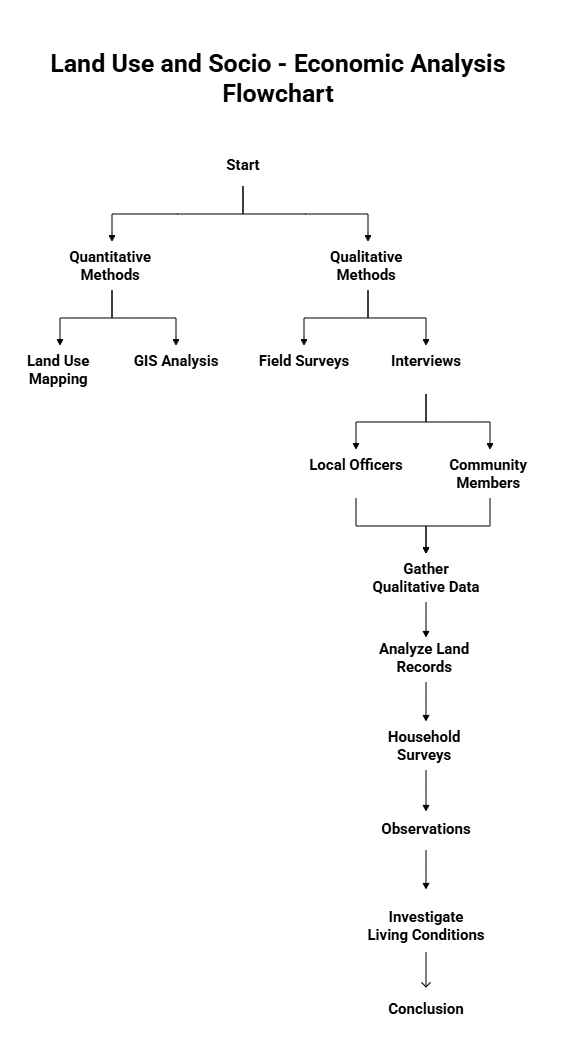 Land Use and Socio - Economic Analysis
Flowchart
Start
Quantitative
Methods
Qualitative
Methods
Land Use
Mapping
GIS Analysis
Field Surveys
Interviews
Local Officers
Community
Members
Gather
Qualitative Data
Analyze Land
Records
Household
Surveys
Observations
Investigate
Living Conditions
Conclusion